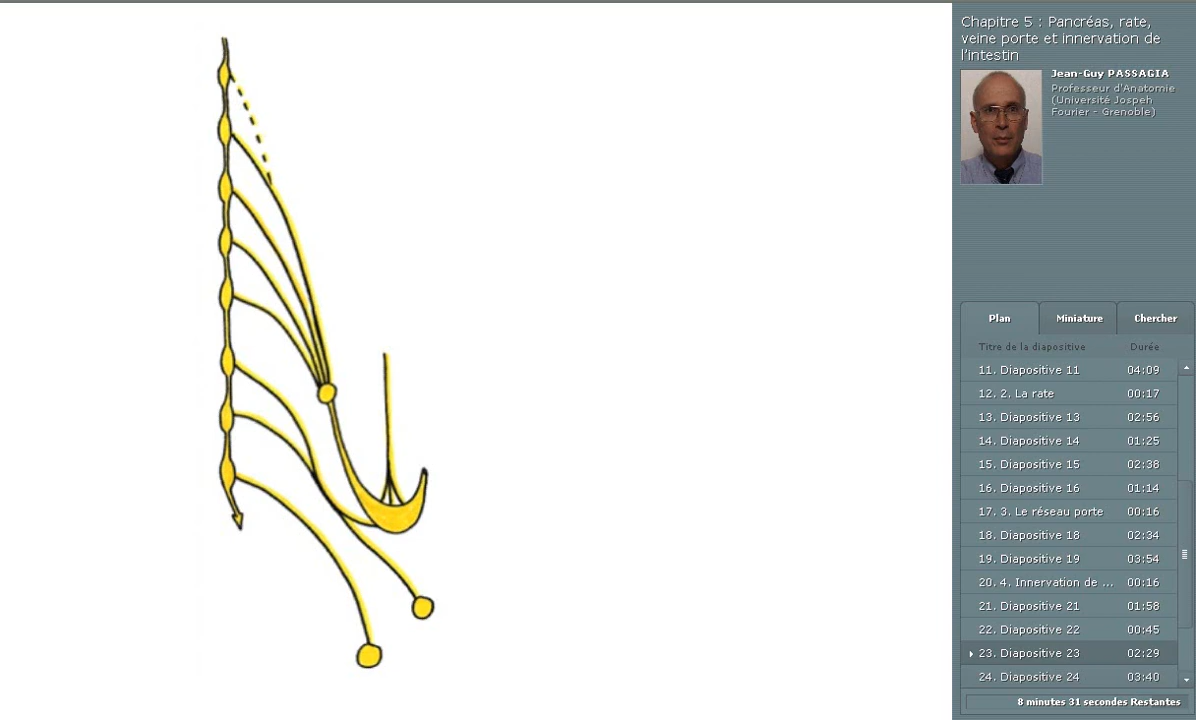 Chapitre 5 : Pancréas, rate,
veine porte et innervation de
l'intestin
Jean-Guy PASSAGIA
Professeur d'Anatomie
(Université Jospeh
Fourier - Grenoble)
Plan
Miniature
Chercher
Titre de la diapositive Durée
11. Diapositive 11 04:09
12. 2. La rate 00:17
13. Diapositive 13 02:56
14. Diapositive 14 01:25
15. Diapositive 15 02:38
16. Diapositive 16 01:14
17. 3. Le réseau porte 00:16
18. Diapositive 18 02:34
19. Diapositive 19 03:54
20. 4. Innervation de ... 00:16
21. Diapositive 21 01:58
22. Diapositive 22 00:45
23. Diapositive 23 02:29
24. Diapositive 24 03:40
8 minutes 31 secondes Restantes